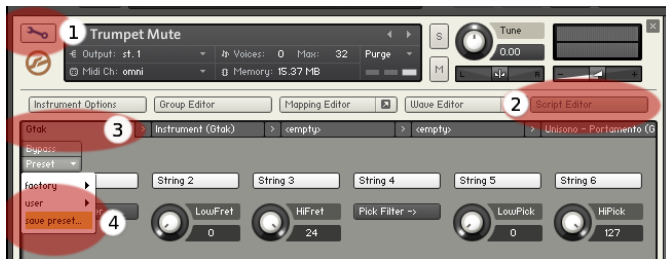 1
Trumpet Mute
S
Tune
Output: st. 1
Voices: 0 Max: 32
Purge
0.00
Midi Ch: omni
Memory: 15.37 MB
M
L
R
-
+
Instrument Options
Group Editor
Mapping Editor
Wave Editor
2
Script Editor
Gtak
3
Instrument (Gtak)
<empty>
<empty>
Unisono - Portamento (G
Bypass
Preset
factory
String 2
String 3
String 4
String 5
String 6
user
LowFret
HiFret
Pick Filter ->
LowPick
HiPick
save preset...
4
0
24
0
127